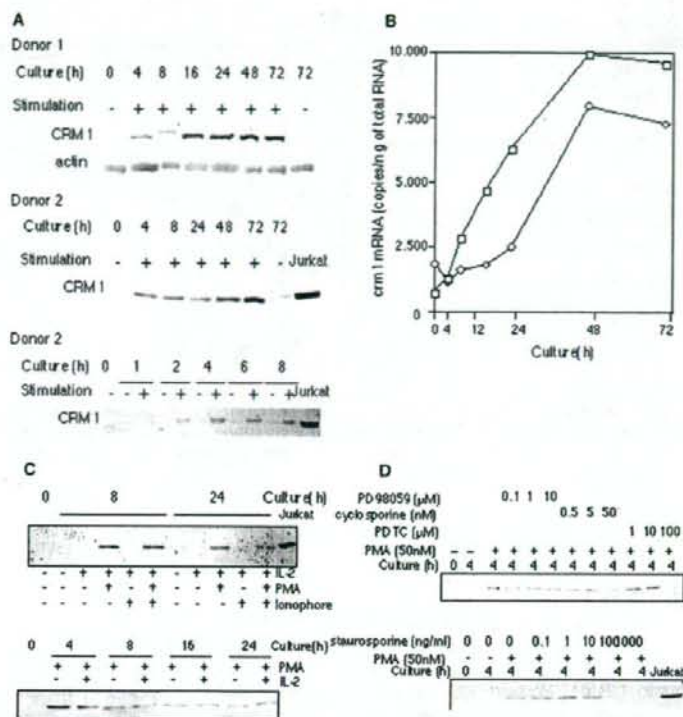 A
Donor 1
Culture(h) 0 4 8 16 24 48 72 72
Stimulation - + + + + + + -
CRM 1
actin
Donor 2
Culture(h) 0 4 8 24 48 72 72
Stimulation - + + + + + - Jurkat
CRM 1
Donor 2
Culture(h) 0 1 2 4 6 8
Stimulation - - + - + - + - + - + Jurkat
CRM 1
B
10.000
7.500
5.000
2.500
0
crm1 mRNA (copies/ng of total RNA)
0 4 12 24 48 72
Culture(h)
C
0 8 24 Culture(h)
Jurkat
IL-2
PMA
Ionophore
0 4 8 16 24 Culture(h)
PMA
IL-2
D
PD98059 (µM) 0.1 1 10
cyclosporine (nM) 0.5 5 50
PDTC (µM) 1 10 100
PMA (50nM) - - + + + + + + + + + +
Culture (h) 0 4 4 4 4 4 4 4 4 4 4 4
staurosporine (ng/ml) 0 0 0 0.1 1 10 100 1000
PMA (50nM) - - + + + + + +
Culture (h) 0 4 4 4 4 4 4 4 Jurkat